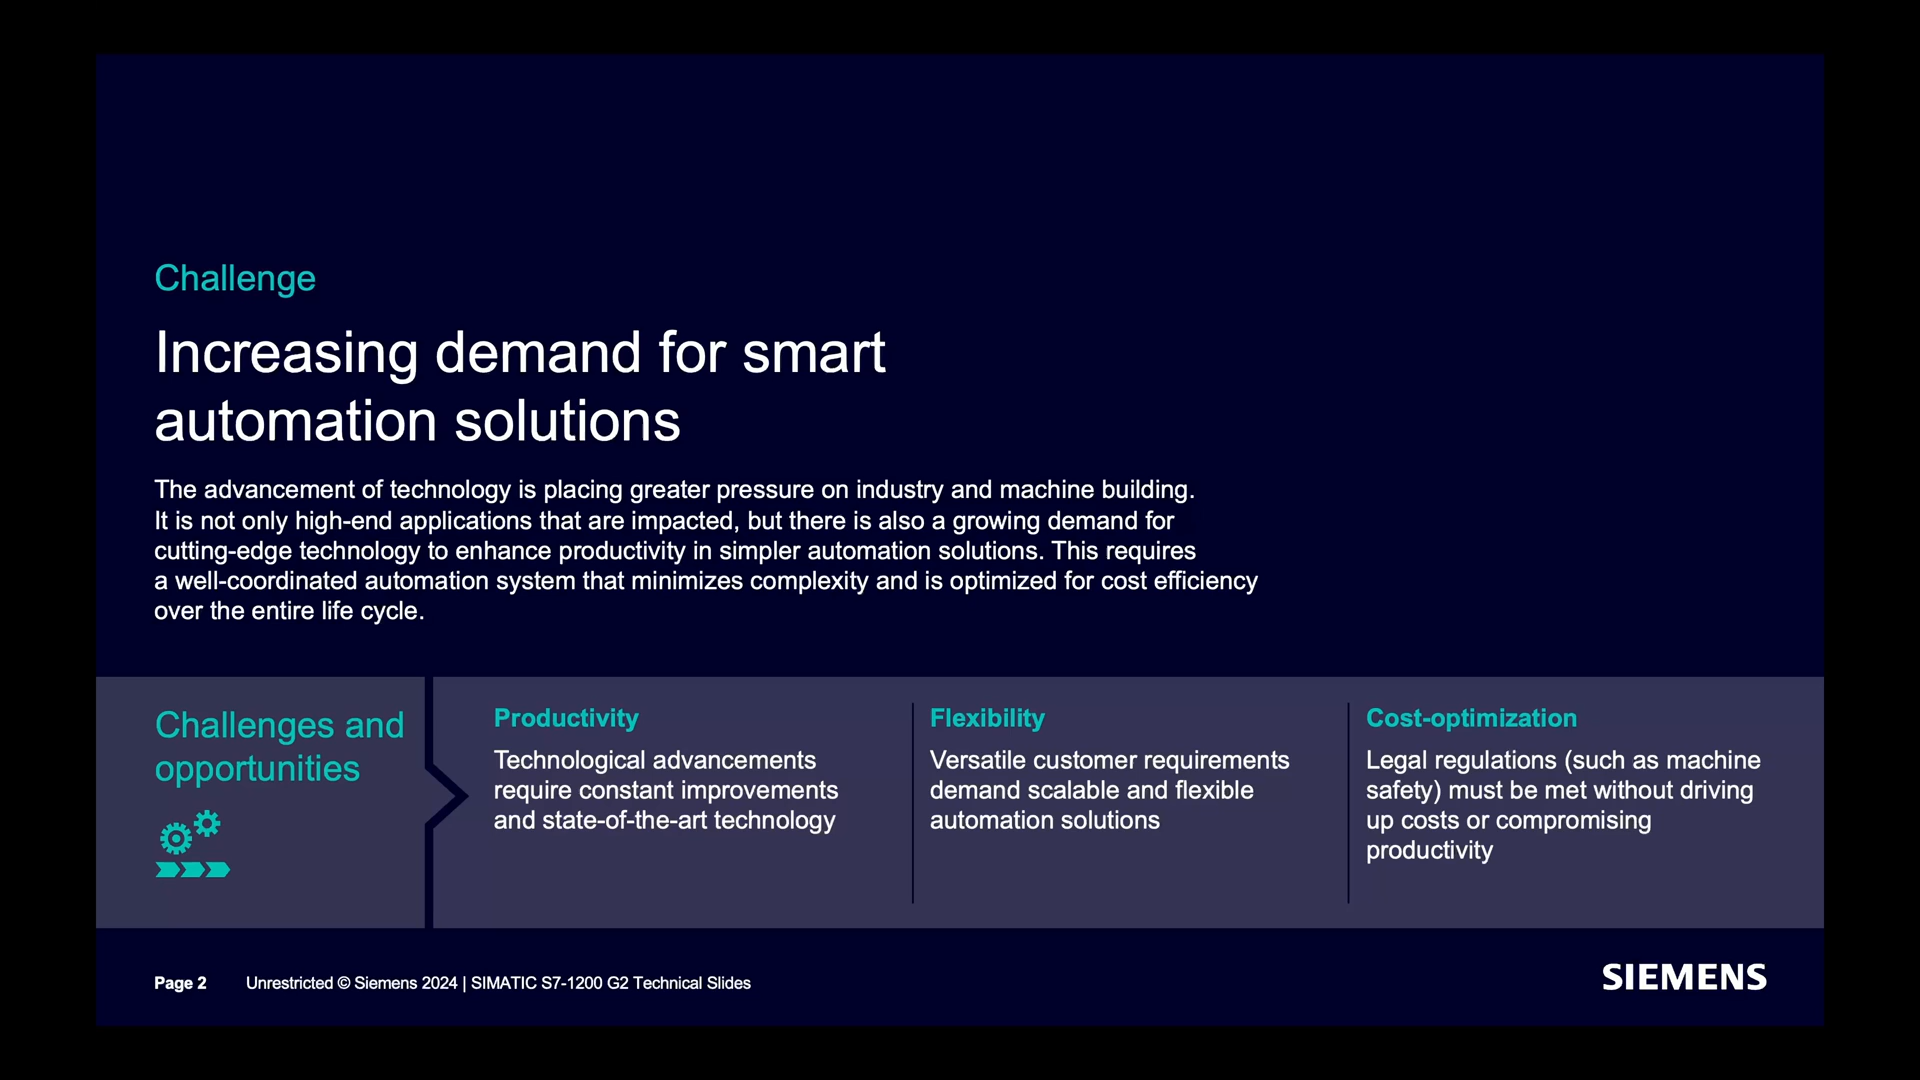 Challenge
Increasing demand for smart
automation solutions
The advancement of technology is placing greater pressure on industry and machine building.
It is not only high-end applications that are impacted, but there is also a growing demand for
cutting-edge technology to enhance productivity in simpler automation solutions. This requires
a well-coordinated automation system that minimizes complexity and is optimized for cost efficiency
over the entire life cycle.
Challenges and
opportunities
Productivity
Technological advancements
require constant improvements
and state-of-the-art technology
Flexibility
Versatile customer requirements
demand scalable and flexible
automation solutions
Cost-optimization
Legal regulations (such as machine
safety) must be met without driving
up costs or compromising
productivity
Page 2 Unrestricted © Siemens 2024 | SIMATIC S7-1200 G2 Technical Slides
SIEMENS